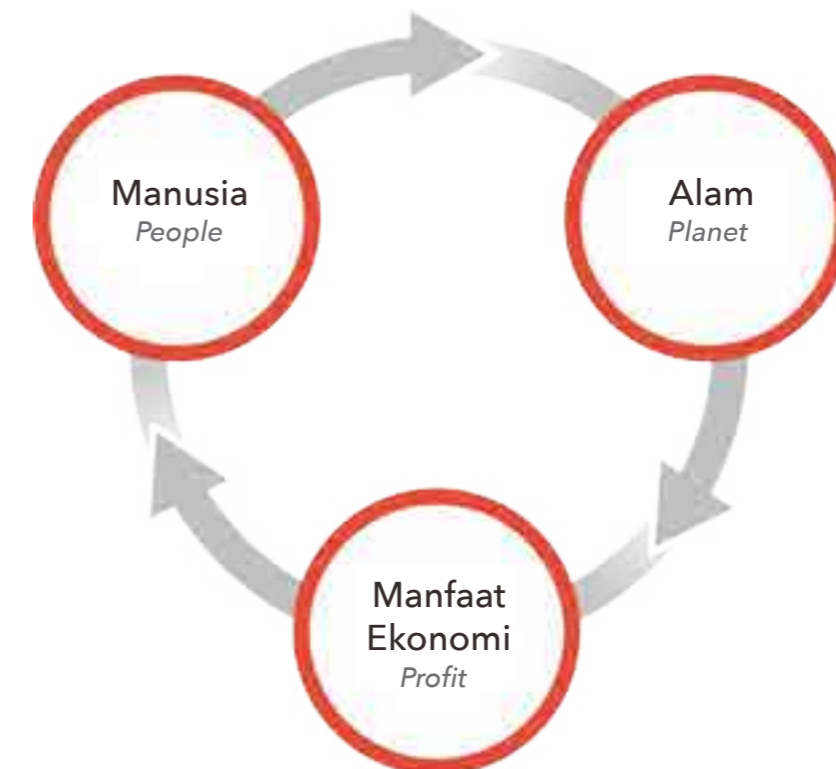 Manusia
People
Alam
Planet
Manfaat
Ekonomi
Profit